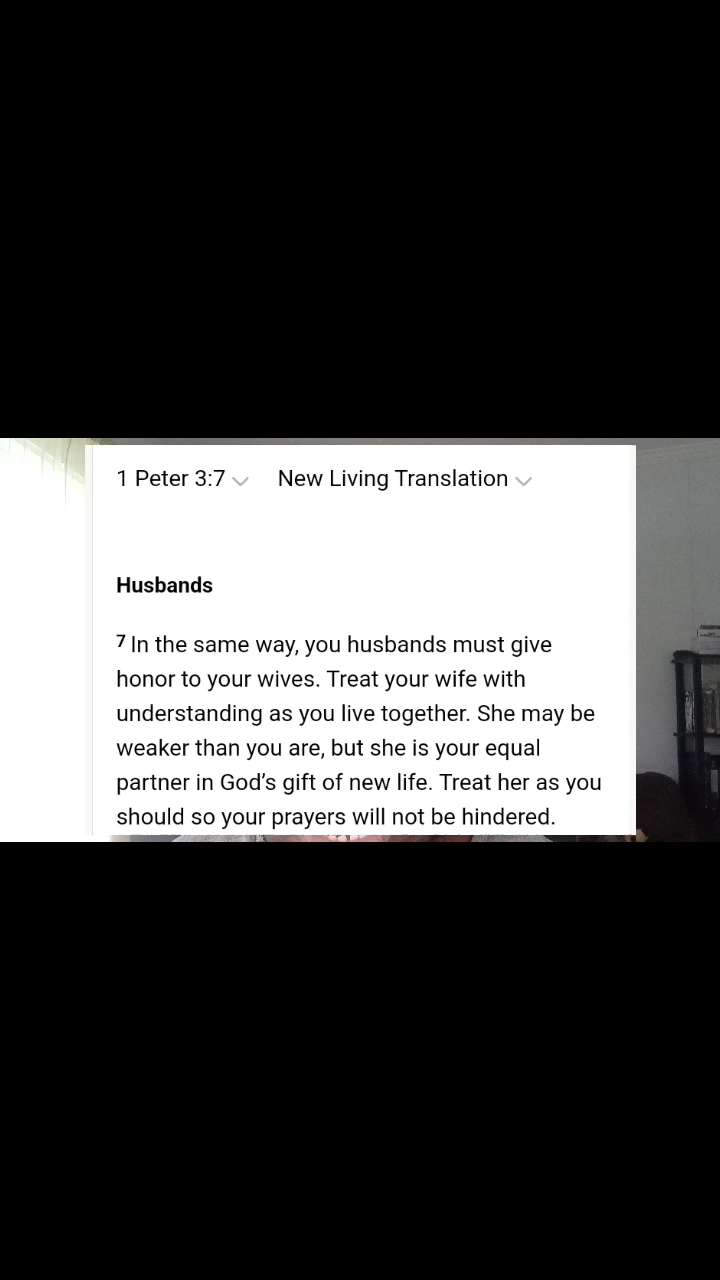 1 Peter 3:7 New Living Translation
Husbands
7 In the same way, you husbands must give
honor to your wives. Treat your wife with
understanding as you live together. She may be
weaker than you are, but she is your equal
partner in God’s gift of new life. Treat her as you
should so your prayers will not be hindered.